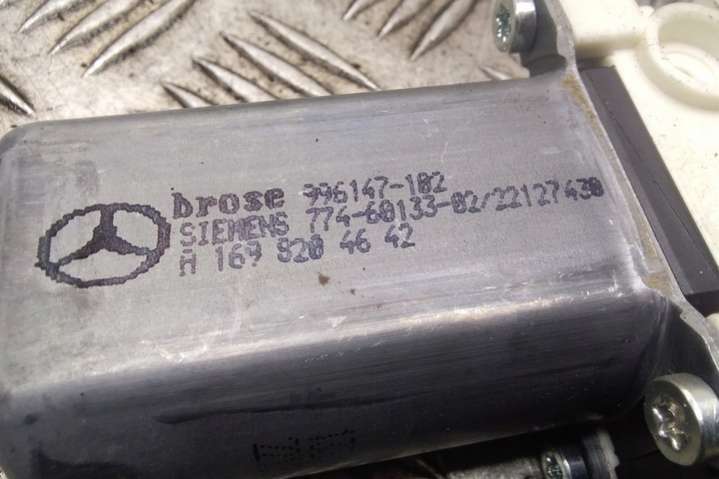 brose 996147-102
SIEMENS 774-60133-02/22127430
A 169 820 46 42